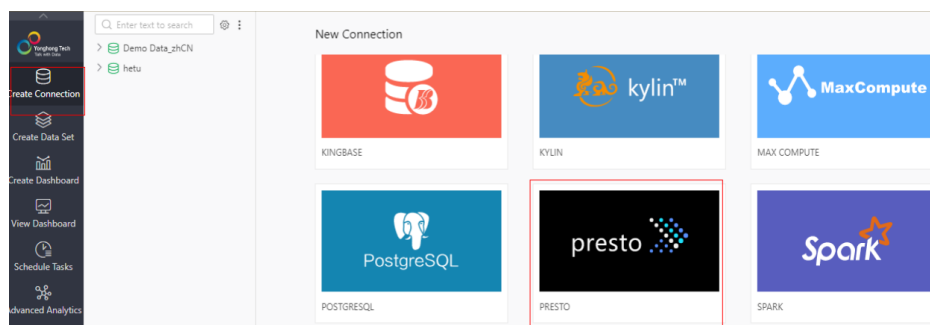 Yonghong Tech
Talk with Data
Create Connection
Create Data Set
Create Dashboard
View Dashboard
Schedule Tasks
Advanced Analytics
Enter text to search
Demo Data_zhCN
hetu
New Connection
KINGBASE
kylin™
KYLIN
MaxCompute
MAX COMPUTE
PostgreSQL
POSTGRESQL
presto
PRESTO
Spark
SPARK